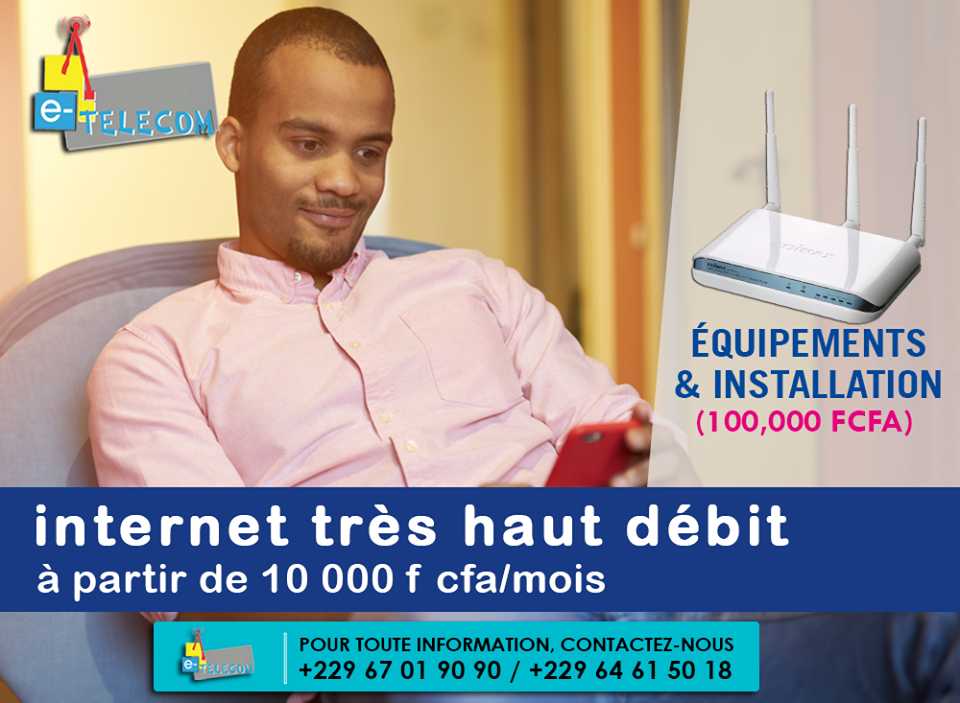 e-TELECOM
ÉQUIPEMENTS
& INSTALLATION
(100,000 FCFA)
internet très haut débit
à partir de 10 000 f cfa/mois
e-TELECOM
POUR TOUTE INFORMATION, CONTACTEZ-NOUS
+229 67 01 90 90 / +229 64 61 50 18